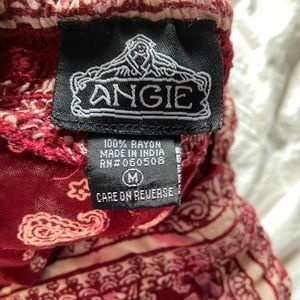 ANGIE
100% RAYON
MADE IN INDIA
RN#060508
M
CARE ON REVERSE